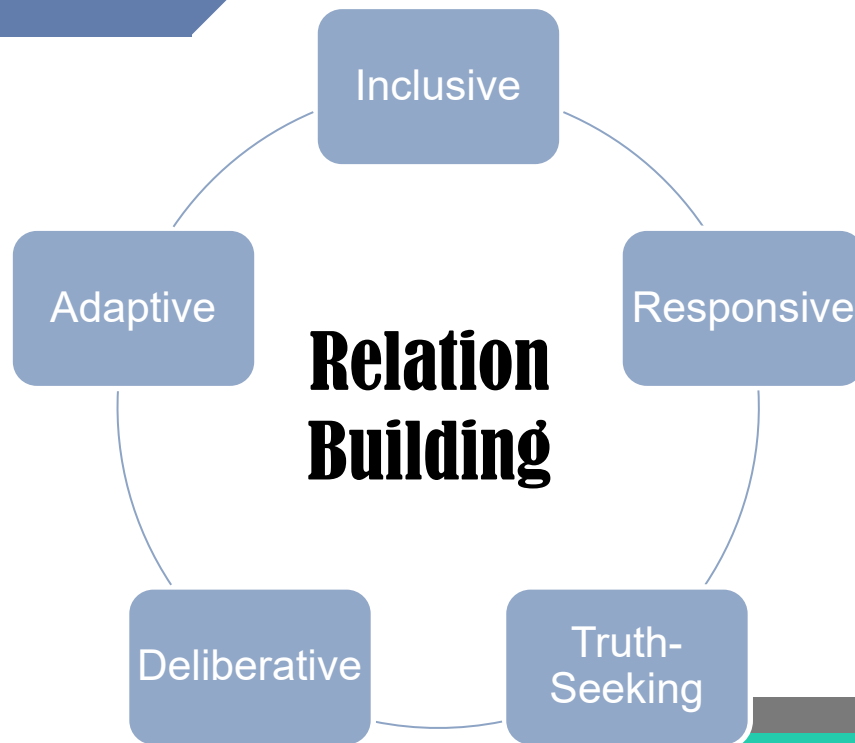 Inclusive
Adaptive
Responsive
Relation
Building
Deliberative
Truth-
Seeking